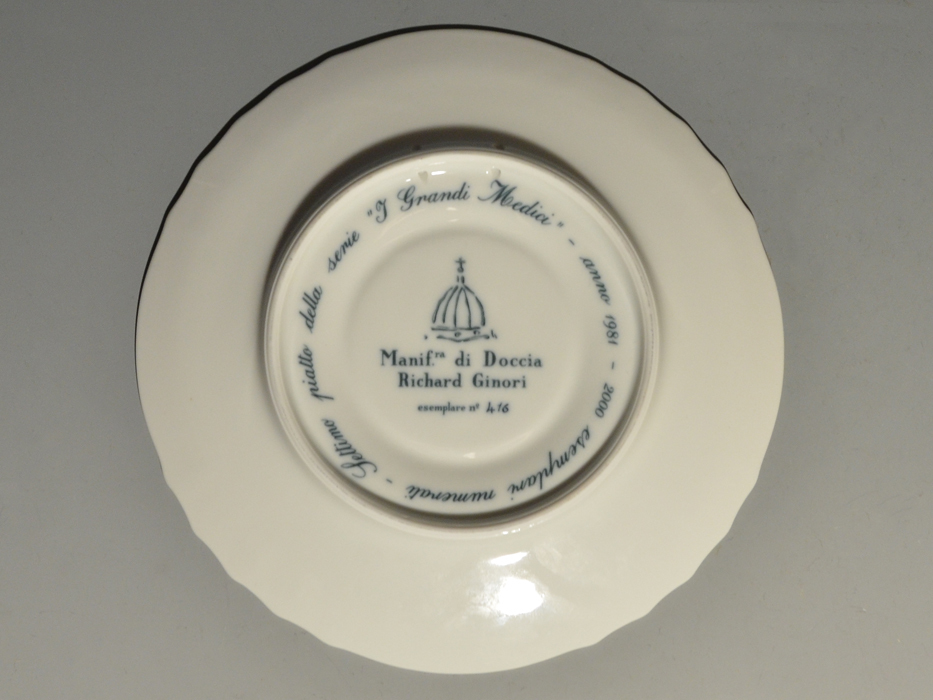 Settimo piatto della serie "I Grandi Medici" - anno 1981 - 2000 esemplari numerati -
Manif.ra di Doccia
Richard Ginori
esemplare nº 416